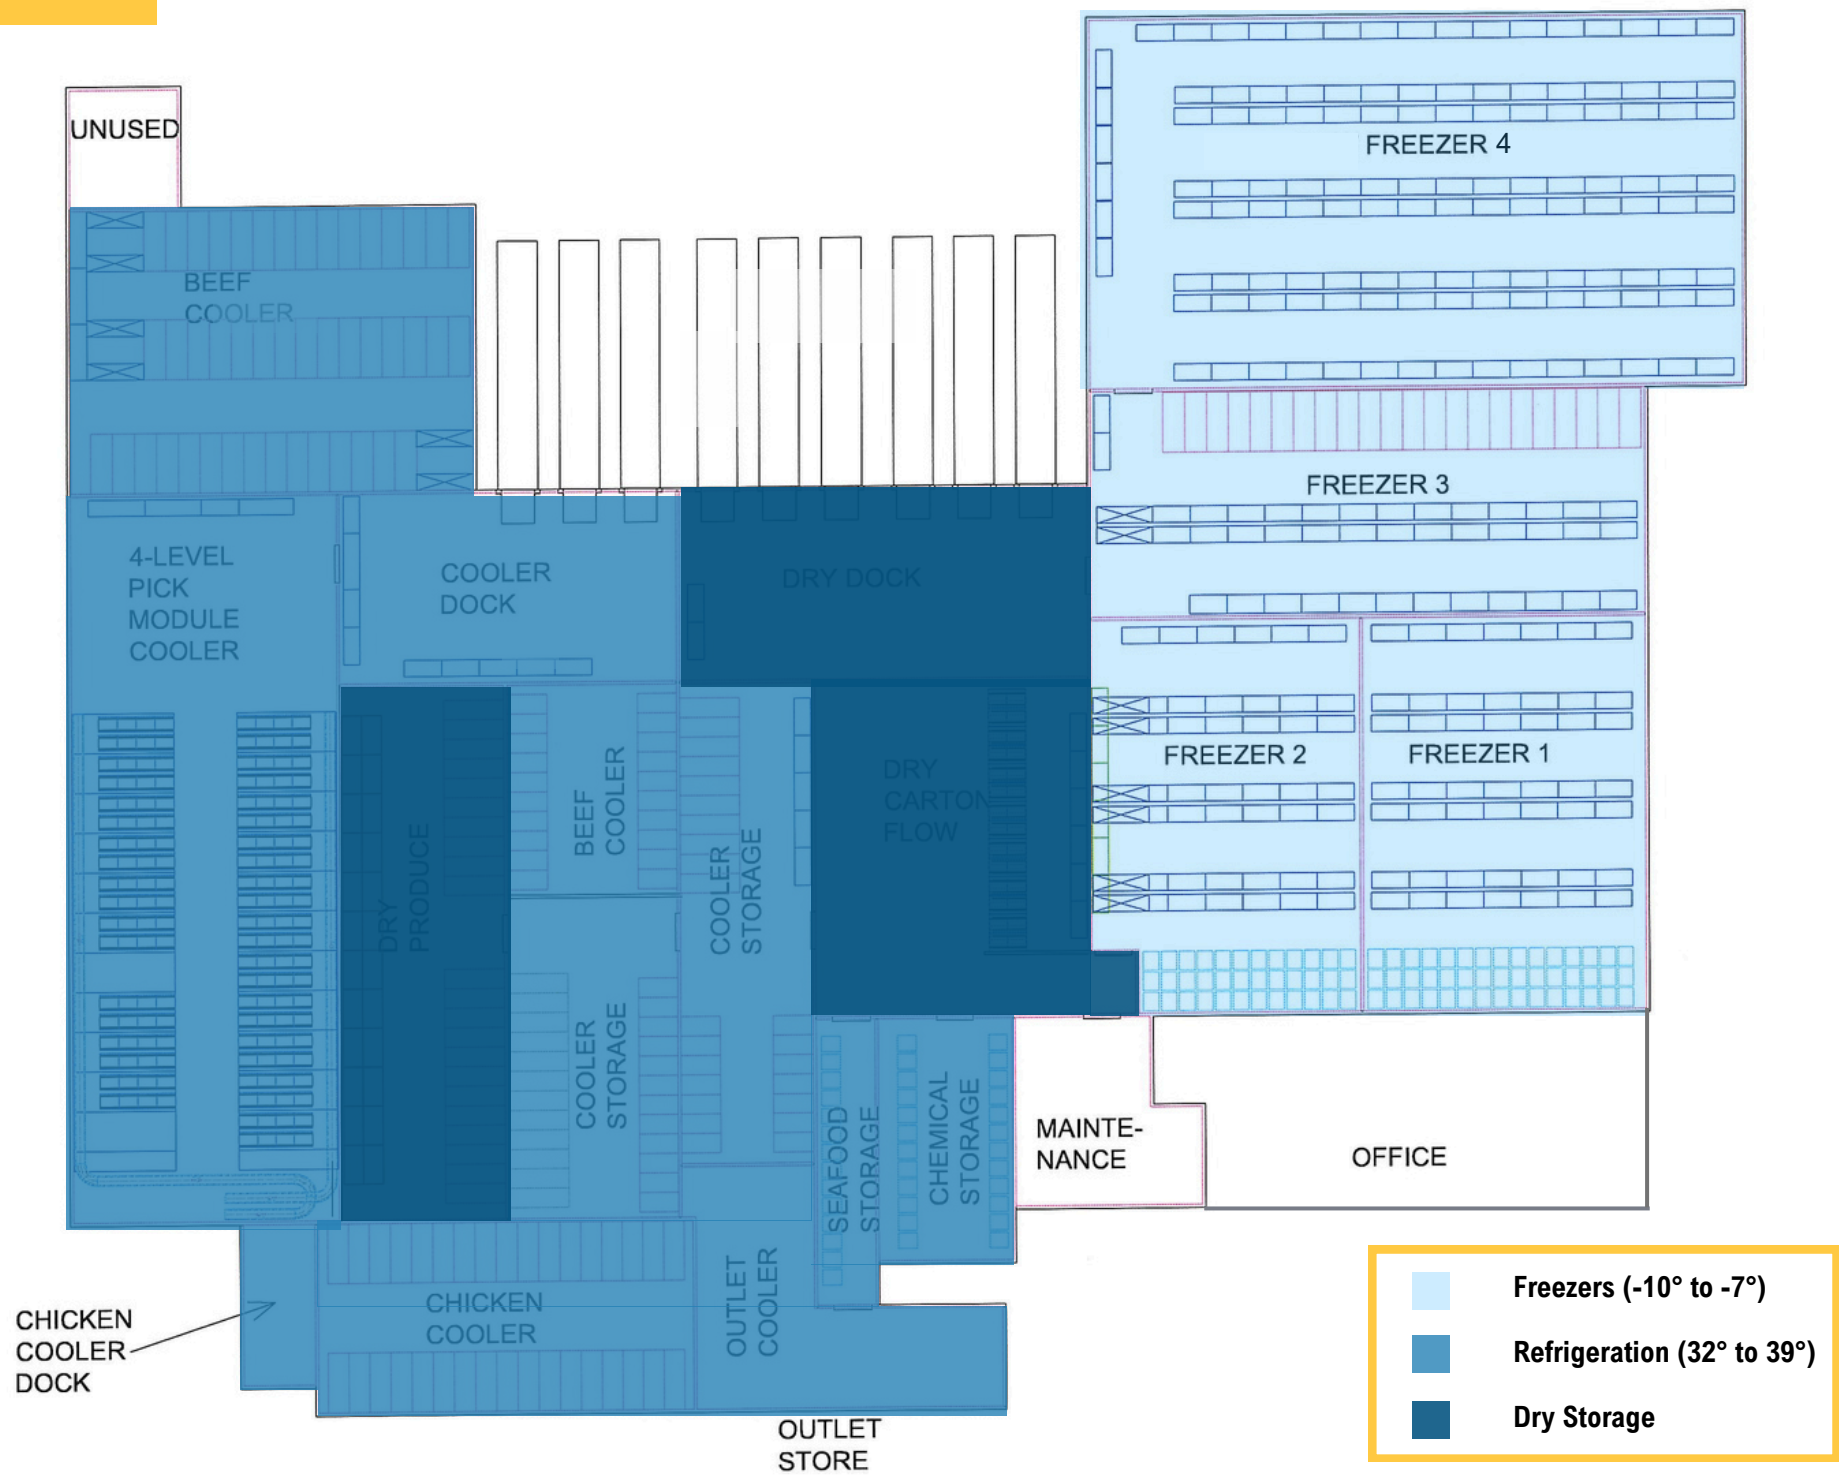 UNUSED
FREEZER 4
BEEF
COOLER
FREEZER 3
4-LEVEL
PICK
MODULE
COOLER
COOLER
DOCK
DRY DOCK
FREEZER 2
FREEZER 1
DRY
CARTON
FLOW
BEEF
COOLER
DRY
PRODUCE
COOLER
STORAGE
COOLER
STORAGE
SEAFOOD
STORAGE
CHEMICAL
STORAGE
MAINTE-
NANCE
OFFICE
CHICKEN
COOLER
DOCK
CHICKEN
COOLER
OUTLET
COOLER
OUTLET
STORE
Freezers (-10° to -7°)
Refrigeration (32° to 39°)
Dry Storage